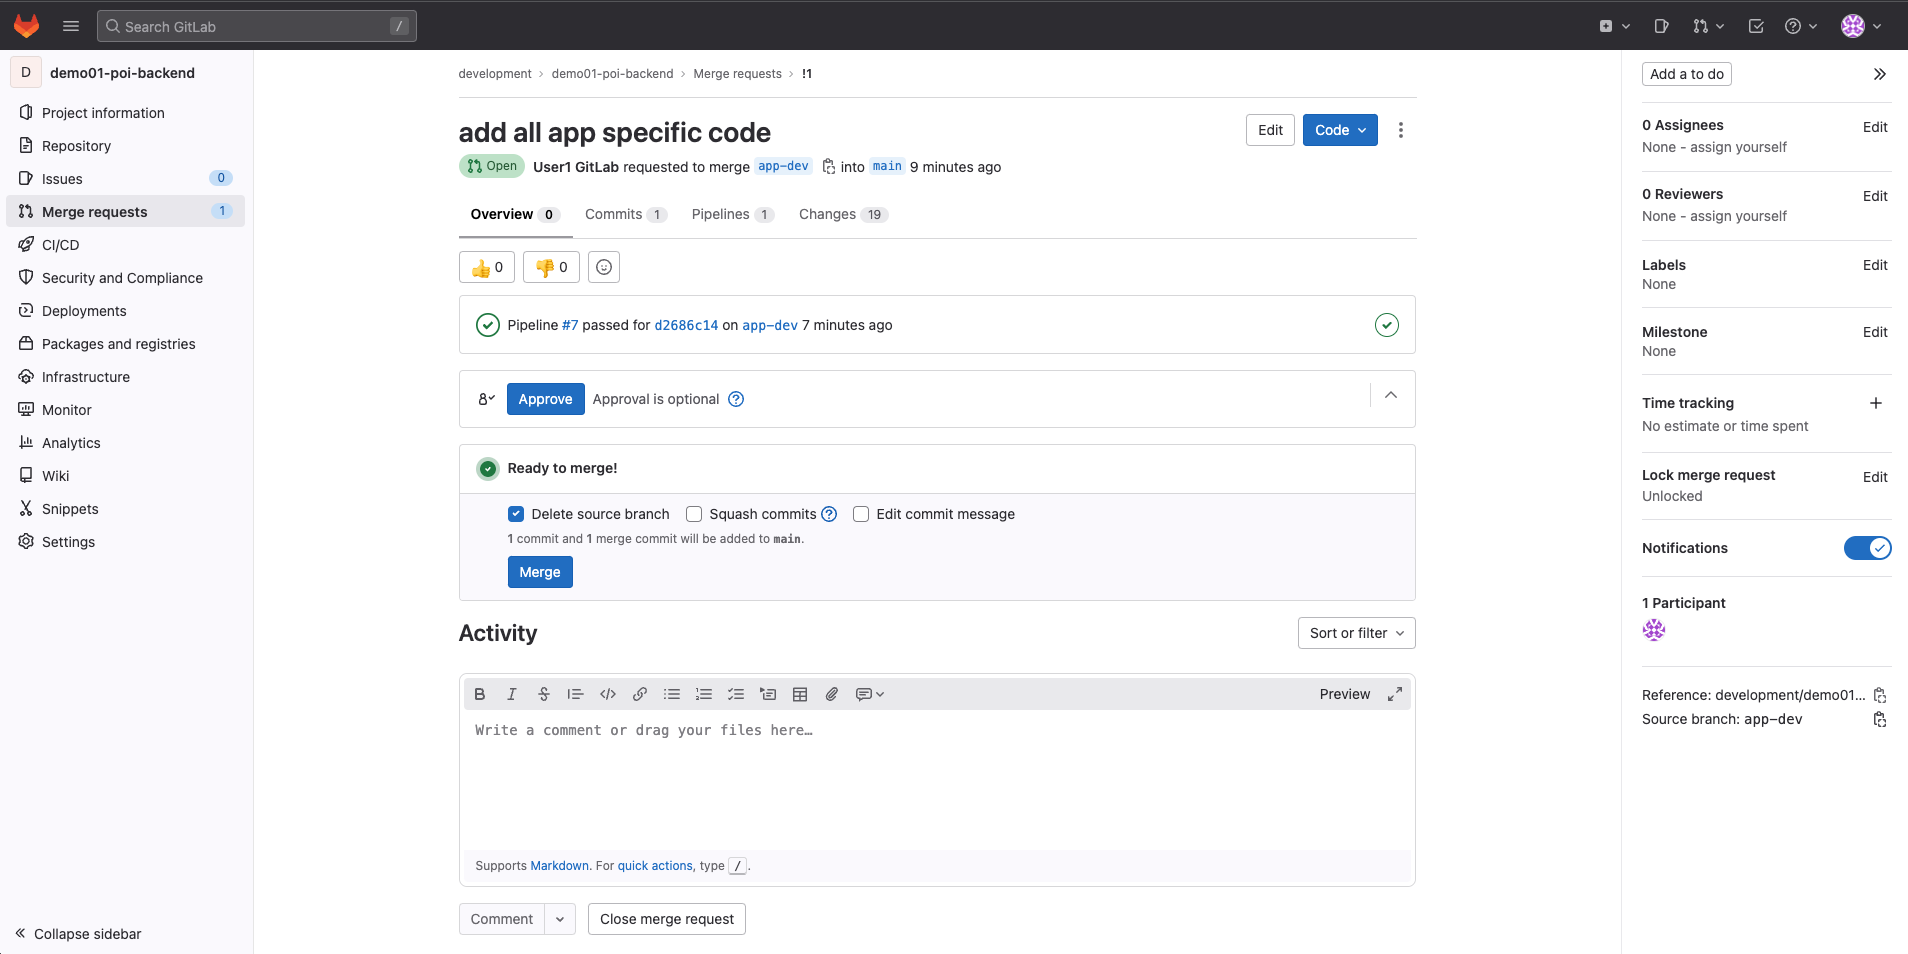 Search GitLab /
D demo01-poi-backend
Project information
Repository
Issues 0
Merge requests 1
CI/CD
Security and Compliance
Deployments
Packages and registries
Infrastructure
Monitor
Analytics
Wiki
Snippets
Settings
Collapse sidebar
development › demo01-poi-backend › Merge requests › !1
add all app specific code
Edit Code
Open User1 GitLab requested to merge app-dev into main 9 minutes ago
Overview 0 Commits 1 Pipelines 1 Changes 19
0 0
Pipeline #7 passed for d2686c14 on app-dev 7 minutes ago
Approve Approval is optional
Ready to merge!
Delete source branch Squash commits Edit commit message
1 commit and 1 merge commit will be added to main.
Merge
Activity
Sort or filter
Preview
Write a comment or drag your files here…
Supports Markdown. For quick actions, type /.
Comment Close merge request
Add a to do
0 Assignees Edit
None - assign yourself
0 Reviewers Edit
None - assign yourself
Labels Edit
None
Milestone Edit
None
Time tracking +
No estimate or time spent
Lock merge request Edit
Unlocked
Notifications
1 Participant
Reference: development/demo01...
Source branch: app-dev